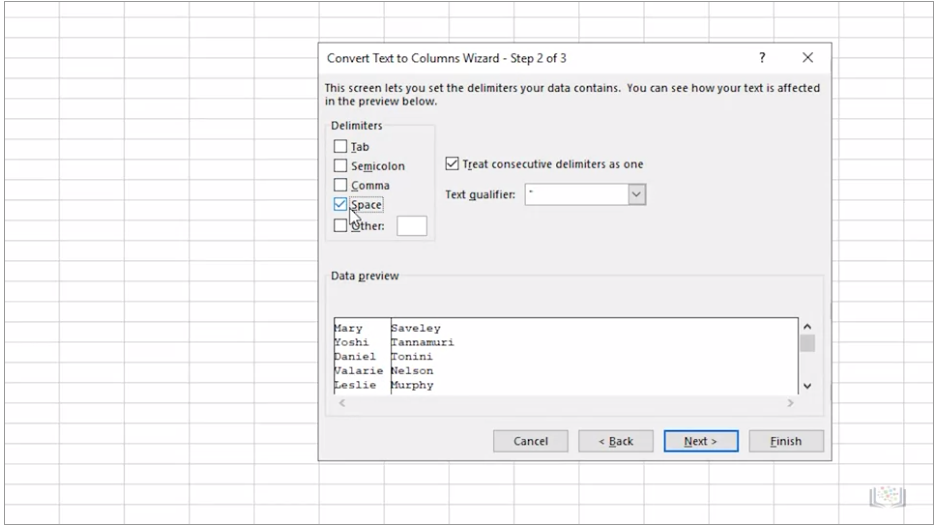 Convert Text to Columns Wizard - Step 2 of 3
This screen lets you set the delimiters your data contains. You can see how your text is affected
in the preview below.
Delimiters
Tab
Semicolon
Comma
Space
Other:
Treat consecutive delimiters as one
Text qualifier: "
Data preview
Mary Saveley
Yoshi Tannamuri
Daniel Tonini
Valarie Nelson
Leslie Murphy
Cancel < Back Next > Finish